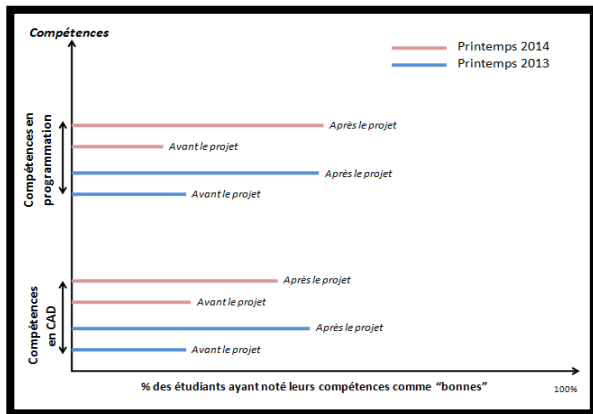 Compétences
Printemps 2014
Printemps 2013
Compétences en
programmation
Après le projet
Avant le projet
Après le projet
Avant le projet
Compétences
en CAD
Après le projet
Avant le projet
Après le projet
Avant le projet
% des étudiants ayant noté leurs compétences comme “bonnes”
100%